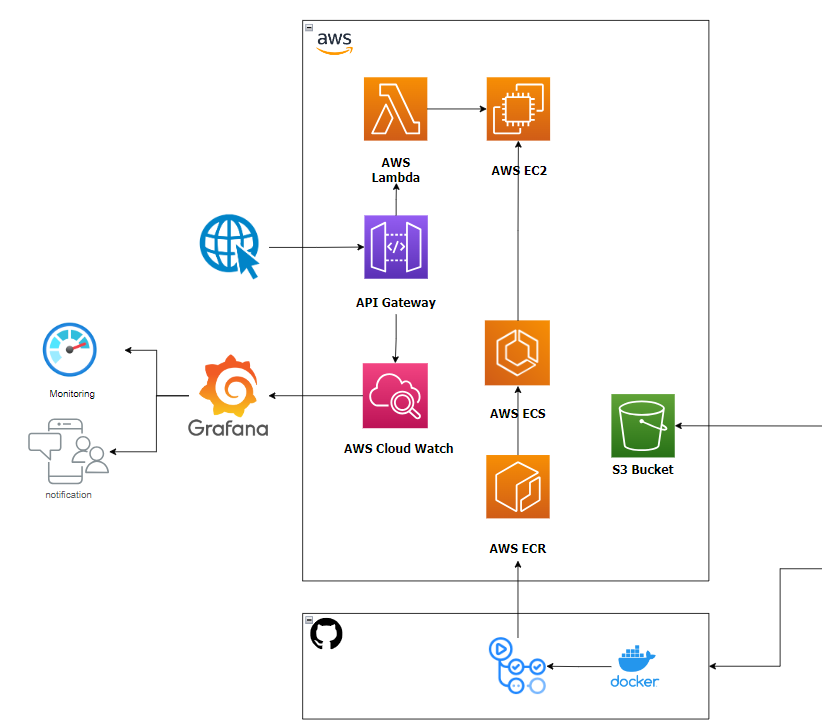 aws
AWS
Lambda
AWS EC2
API Gateway
Monitoring
Grafana
AWS ECS
AWS Cloud Watch
S3 Bucket
notification
AWS ECR
docker